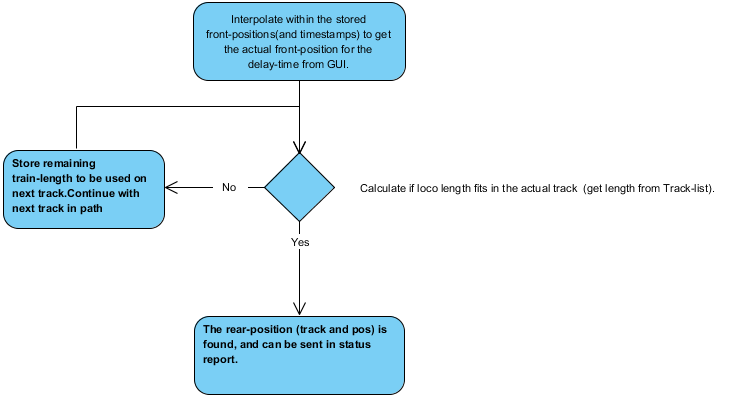 Interpolate within the stored
front-positions(and timestamps) to get
the actual front-position for the
delay-time from GUI.
Store remaining
train-length to be used on
next track.Continue with
next track in path
No
Calculate if loco length fits in the actual track (get length from Track-list).
Yes
The rear-position (track and pos) is
found, and can be sent in status
report.